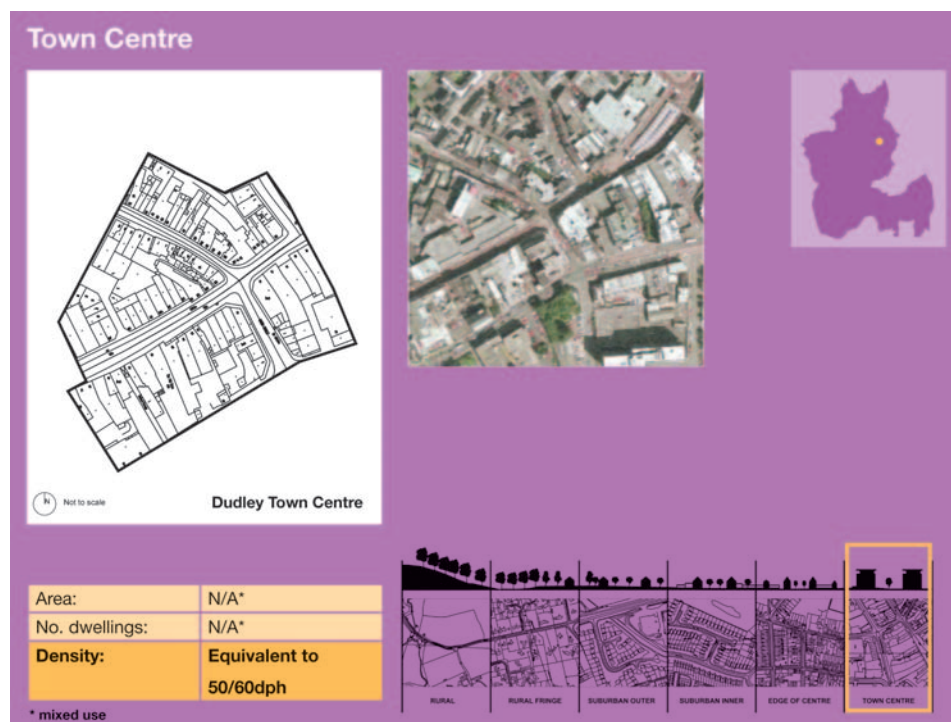 Town Centre
N
Not to scale
Dudley Town Centre
Area: N/A*
No. dwellings: N/A*
Density: Equivalent to
50/60dph
* mixed use
RURAL
RURAL FRINGE
SUBURBAN OUTER
SUBURBAN INNER
EDGE OF CENTRE
TOWN CENTRE